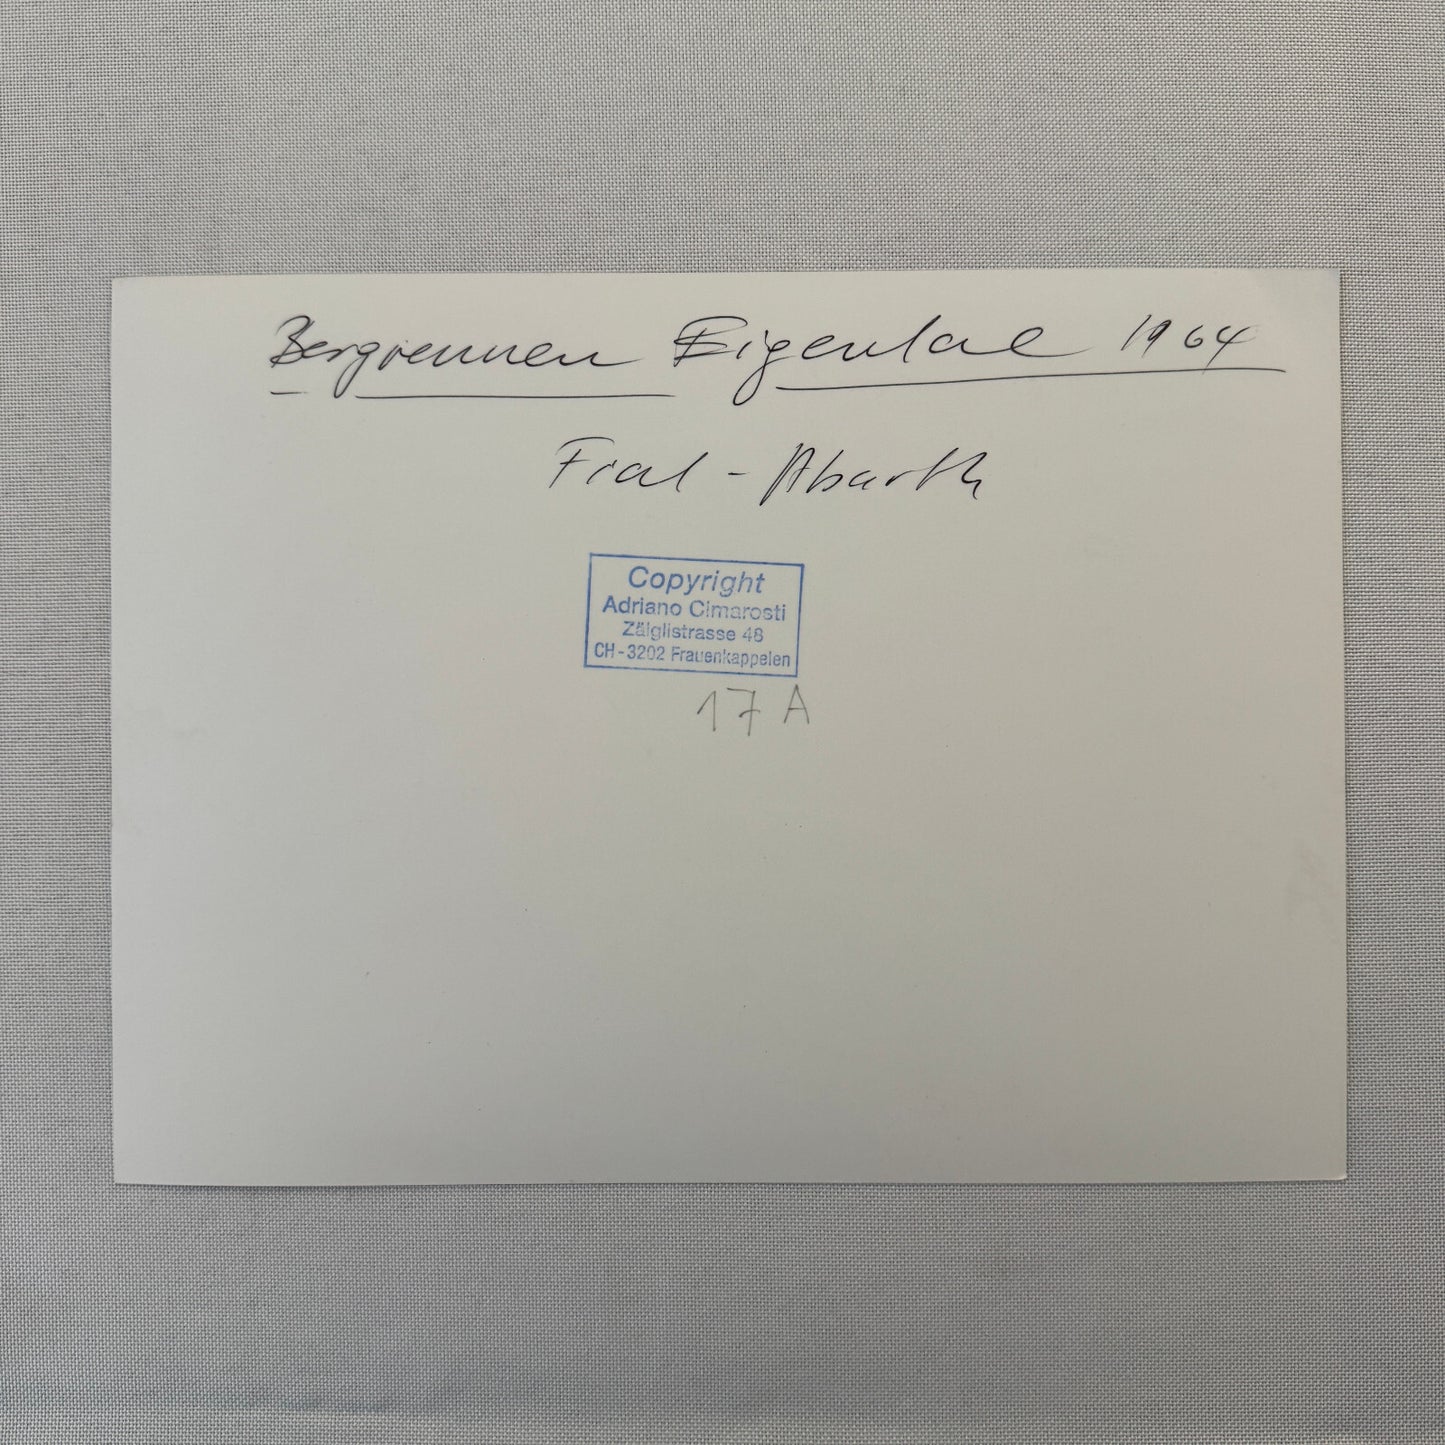 Bergrennen Eigental 1964
Fiat - Abarth
Copyright
Adriano Cimarosti
Zälglistrasse 48
CH-3202 Frauenkappelen
17 A